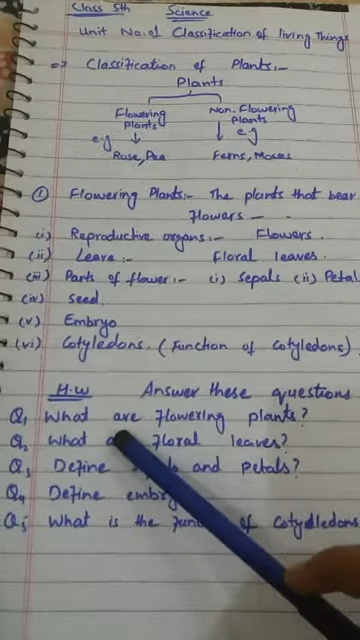 Class 5th Science
Unit No.01 Classification of living Things
=> Classification of Plants:-
Plants
Flowering Plants Non-Flowering Plants
e.g e.g
Rose, Pea Ferns, Mosses
① Flowering Plants:- The plants that bear
flowers -
(i) Reproductive organs:- Flowers.
(ii) Leave:- Floral leaves.
(iii) Parts of flower:- (i) Sepals (ii) Petal
(iv) Seed.
(v) Embryo
(vi) Cotyledons. (Function of Cotyledons)
H.W Answer these questions
Q1 What are flowering plants?
Q2 What floral leaves?
Q3 Define and petals?
Q4 Define
Q5 What is the of